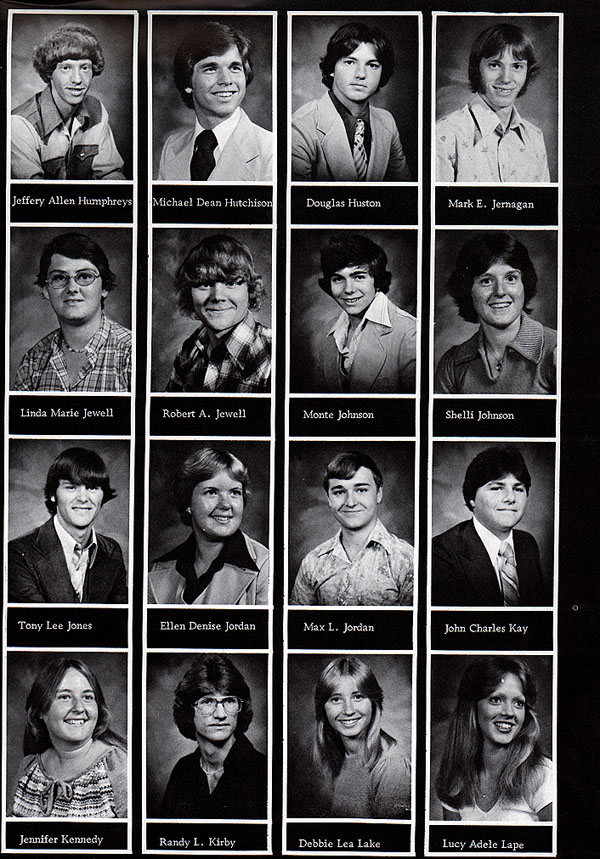 Jeffery Allen Humphreys
Michael Dean Hutchison
Douglas Huston
Mark E. Jernagan
Linda Marie Jewell
Robert A. Jewell
Monte Johnson
Shelli Johnson
Tony Lee Jones
Ellen Denise Jordan
Max L. Jordan
John Charles Kay
Jennifer Kennedy
Randy L. Kirby
Debbie Lea Lake
Lucy Adele Lape